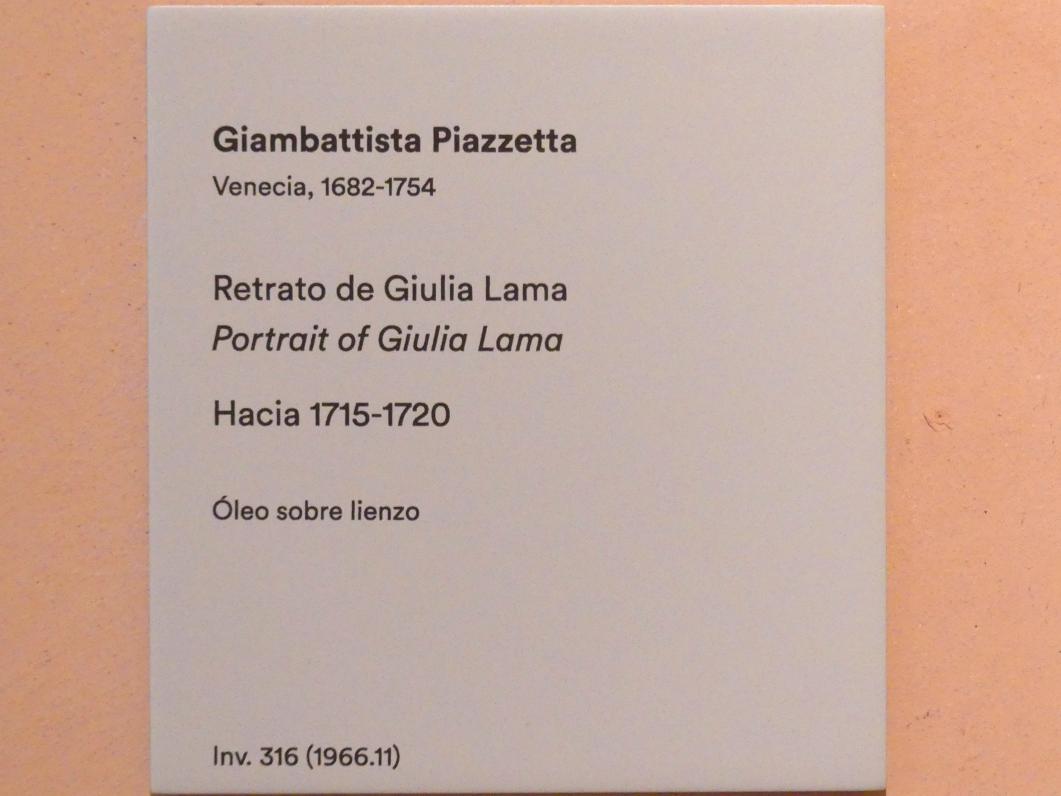 Giambattista Piazzetta
Venecia, 1682-1754
Retrato de Giulia Lama
Portrait of Giulia Lama
Hacia 1715-1720
Óleo sobre lienzo
Inv. 316 (1966.11)